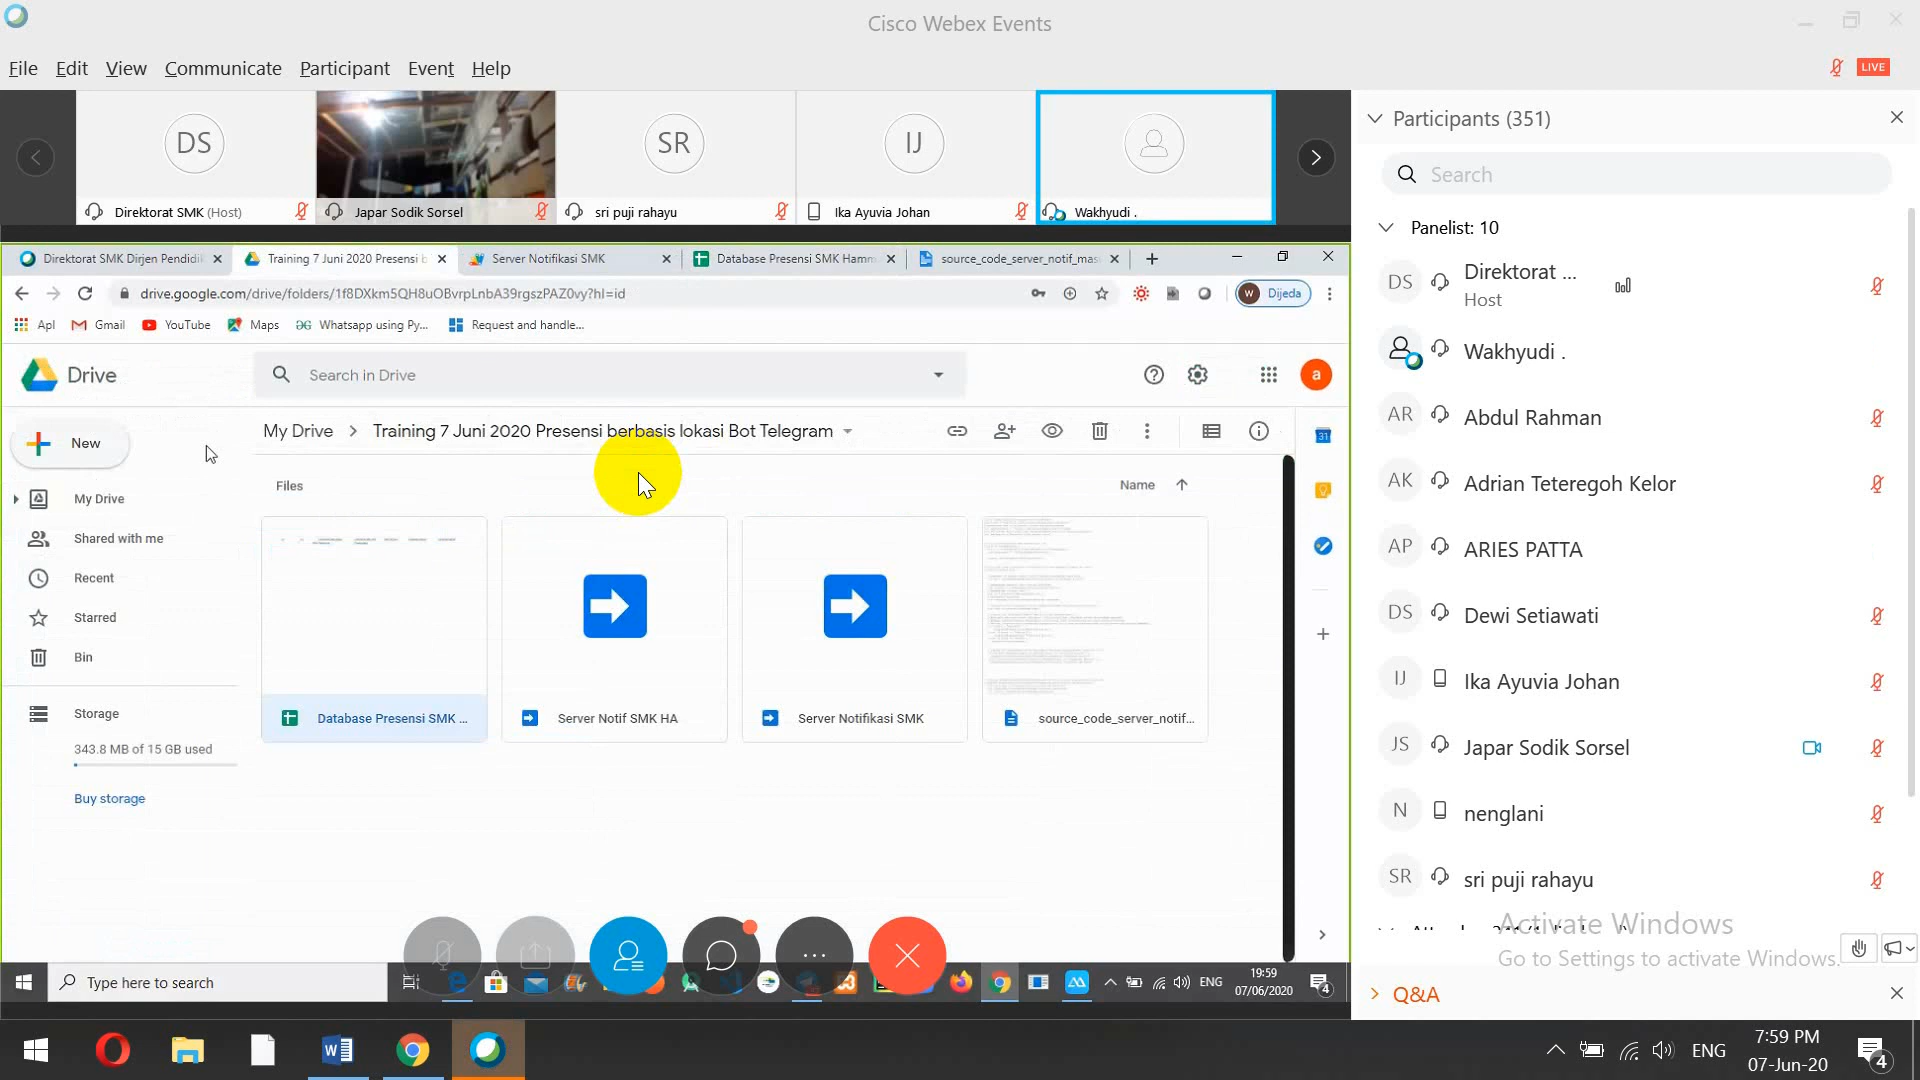 Cisco Webex Events
File Edit View Communicate Participant Event Help
LIVE
DS
SR
IJ
Direktorat SMK (Host)
Japar Sodik Sorsel
sri puji rahayu
Ika Ayuvia Johan
Wakhyudi .
Direktorat SMK Dirjen Pendidik
Training 7 Juni 2020 Presensi b
Server Notifikasi SMK
Database Presensi SMK Hamm
source_code_server_notif_mas
drive.google.com/drive/folders/1f8DXkm5QH8uOBvrpLnbA39rgszPAZ0vy?hl=id
W Dijeda
Apl
Gmail
YouTube
Maps
Whatsapp using Py...
Request and handle...
Drive
Search in Drive
a
New
My Drive
Shared with me
Recent
Starred
Bin
Storage
343.8 MB of 15 GB used
Buy storage
My Drive
Training 7 Juni 2020 Presensi berbasis lokasi Bot Telegram
Files
Name
31
Database Presensi SMK ...
Server Notif SMK HA
Server Notifikasi SMK
source_code_server_notif...
Type here to search
ENG
19:59
07/06/2020
4
Participants (351)
Search
Panelist: 10
DS Direktorat ...
Host
Wakhyudi .
AR Abdul Rahman
AK Adrian Teteregoh Kelor
AP ARIES PATTA
DS Dewi Setiawati
IJ Ika Ayuvia Johan
JS Japar Sodik Sorsel
N nenglani
SR sri puji rahayu
Activate Windows
Go to Settings to activate Windows.
Q&A
ENG
7:59 PM
07-Jun-20
4